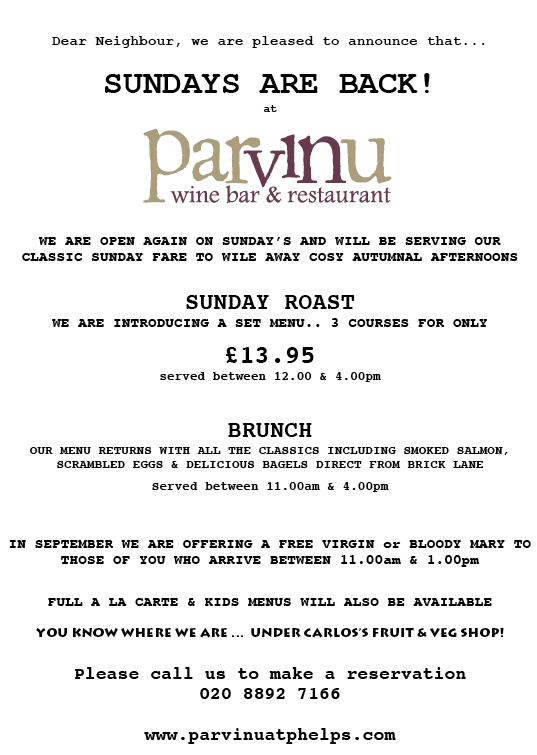 Dear Neighbour, we are pleased to announce that...
SUNDAYS ARE BACK!
at
parvinu
wine bar & restaurant
WE ARE OPEN AGAIN ON SUNDAY'S AND WILL BE SERVING OUR
CLASSIC SUNDAY FARE TO WILE AWAY COSY AUTUMNAL AFTERNOONS
SUNDAY ROAST
WE ARE INTRODUCING A SET MENU.. 3 COURSES FOR ONLY
£13.95
served between 12.00 & 4.00pm
BRUNCH
OUR MENU RETURNS WITH ALL THE CLASSICS INCLUDING SMOKED SALMON,
SCRAMBLED EGGS & DELICIOUS BAGELS DIRECT FROM BRICK LANE
Served between 11.00am & 4.00pm
IN SEPTEMBER WE ARE OFFERING A FREE VIRGIN or BLOODY MARY TO
THOSE OF YOU WHO ARRIVE BETWEEN 11.00am & 1.00pm
FULL A LA CARTE & KIDS MENUS WILL ALSO BE AVAILABLE
YOU KNOW WHERE WE ARE ... UNDER CARLOS'S FRUIT & VEG SHOP!
Please call us to make a reservation
020 8892 7166
www.parvinuatphelps.com